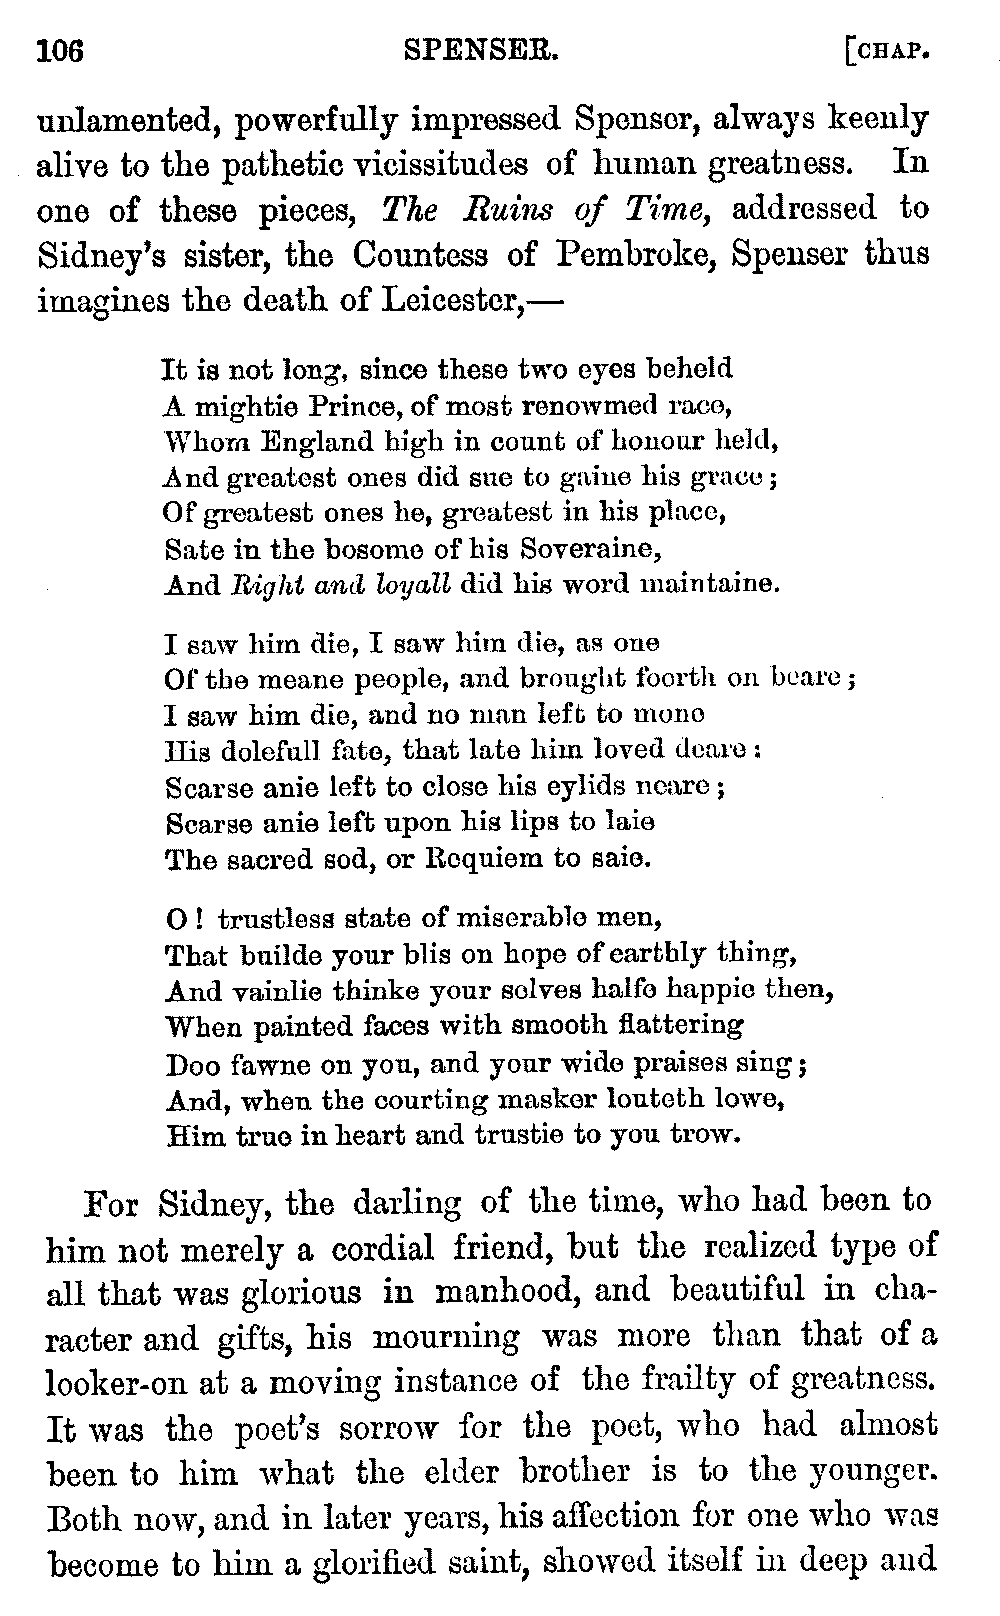 106 SPENSER. [CHAP.
unlamented, powerfully impressed Spenser, always keenly
alive to the pathetic vicissitudes of human greatness. In
one of these pieces, The Ruins of Time, addressed to
Sidney's sister, the Countess of Pembroke, Spenser thus
imagines the death of Leicester,—
It is not long, since these two eyes beheld
A mightie Prince, of most renowmed race,
Whom England high in count of honour held,
And greatest ones did sue to gaine his grace;
Of greatest ones he, greatest in his place,
Sate in the bosome of his Soveraine,
And Right and loyall did his word maintaine.
I saw him die, I saw him die, as one
Of the meane people, and brought foorth on beare;
I saw him die, and no man left to mone
His dolefull fate, that late him loved deare:
Scarse anie left to close his eylids neare;
Scarse anie left upon his lips to laie
The sacred sod, or Requiem to saie.
O! trustless state of miserable men,
That builde your blis on hope of earthly thing,
And vainlie thinke your selves halfe happie then,
When painted faces with smooth flattering
Doo fawne on you, and your wide praises sing;
And, when the courting masker louteth lowe,
Him true in heart and trustie to you trow.
For Sidney, the darling of the time, who had been to
him not merely a cordial friend, but the realized type of
all that was glorious in manhood, and beautiful in cha-
racter and gifts, his mourning was more than that of a
looker-on at a moving instance of the frailty of greatness.
It was the poet's sorrow for the poet, who had almost
been to him what the elder brother is to the younger.
Both now, and in later years, his affection for one who was
become to him a glorified saint, showed itself in deep and